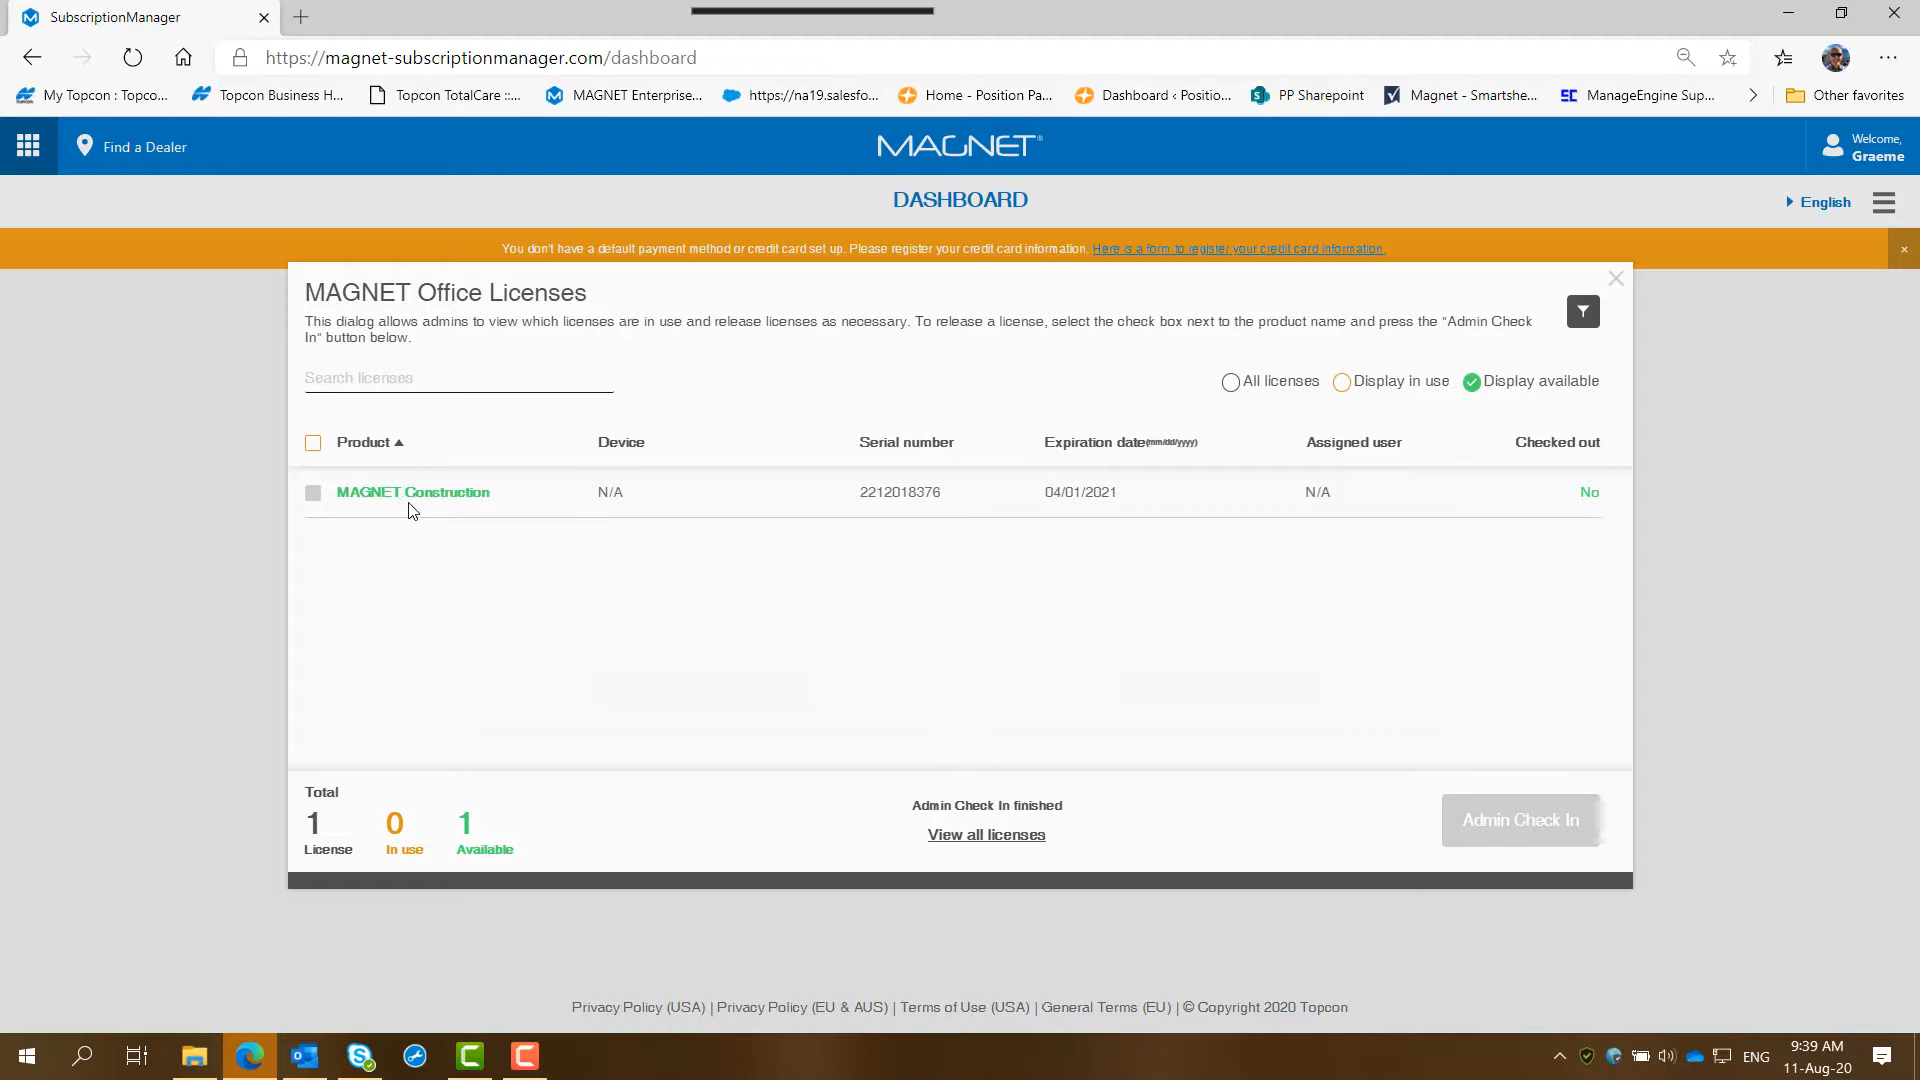 SubscriptionManager
https://magnet-subscriptionmanager.com/dashboard
My Topcon : Topco... Topcon Business H... Topcon TotalCare ::... MAGNET Enterprise... https://na19.salesfo... Home - Position Pa... Dashboard ‹ Positio... PP Sharepoint Magnet - Smartshe... ManageEngine Sup... Other favorites
Find a Dealer
MAGNET®
Welcome,
Graeme
DASHBOARD
English
You don't have a default payment method or credit card set up. Please register your credit card information. Here is a form to register your credit card information.
MAGNET Office Licenses
This dialog allows admins to view which licenses are in use and release licenses as necessary. To release a license, select the check box next to the product name and press the "Admin Check
In" button below.
Search licenses
All licenses Display in use Display available
Product Device Serial number Expiration date(mm/dd/yyyy) Assigned user Checked out
MAGNET Construction N/A 2212018376 04/01/2021 N/A No
Total
1 0 1
License In use Available
Admin Check In finished
View all licenses
Admin Check In
Privacy Policy (USA) | Privacy Policy (EU & AUS) | Terms of Use (USA) | General Terms (EU) | © Copyright 2020 Topcon
ENG
9:39 AM
11-Aug-20